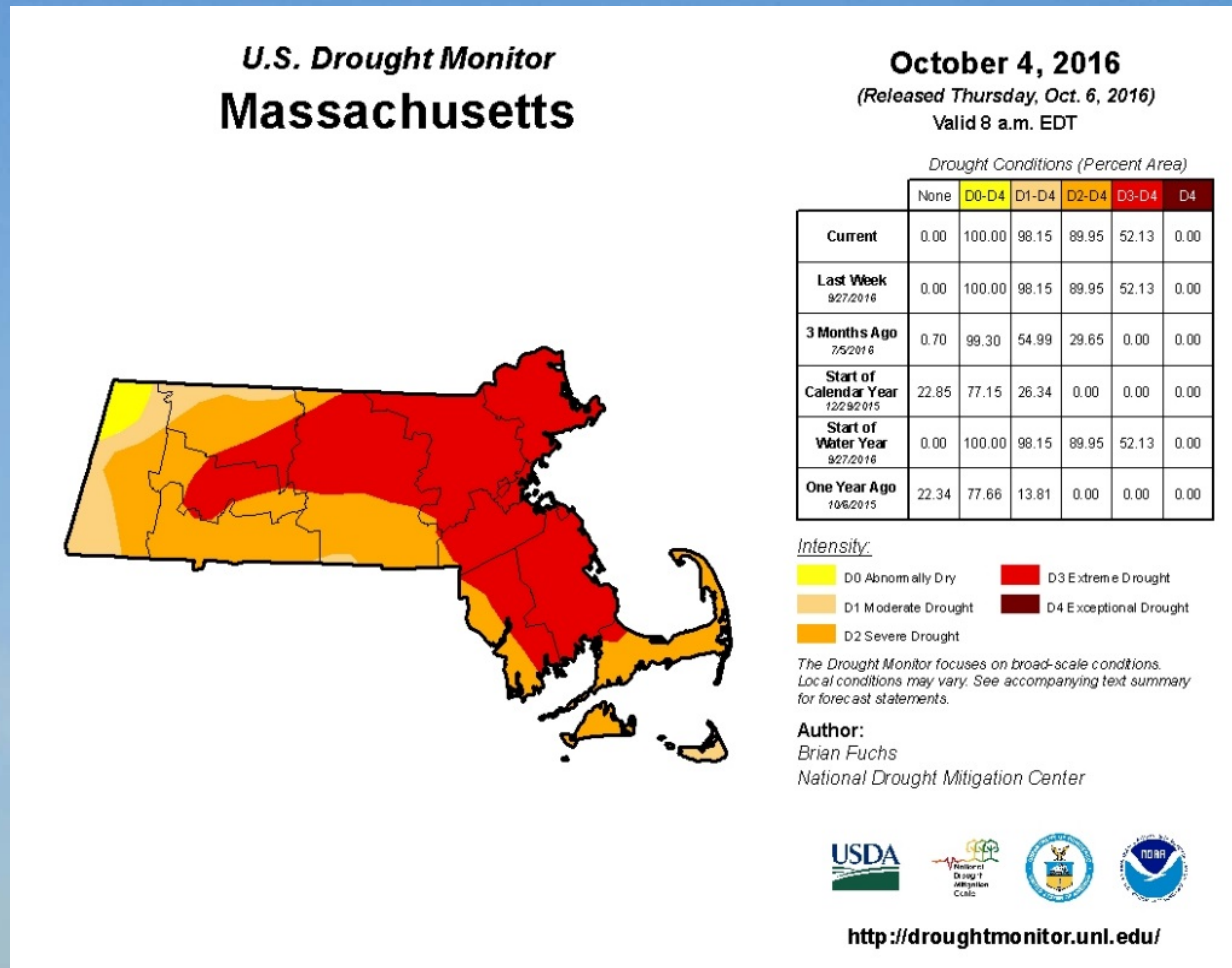 U.S. Drought Monitor
Massachusetts
October 4, 2016
(Released Thursday, Oct. 6, 2016)
Valid 8 a.m. EDT
Drought Conditions (Percent Area)
None D0-D4 D1-D4 D2-D4 D3-D4 D4
Current 0.00 100.00 98.15 89.95 52.13 0.00
Last Week
9/27/2016
0.00 100.00 98.15 89.95 52.13 0.00
3 Months Ago
7/5/2016
0.70 99.30 54.99 29.65 0.00 0.00
Start of
Calendar Year
12/29/2015
22.85 77.15 26.34 0.00 0.00 0.00
Start of
Water Year
9/27/2016
0.00 100.00 98.15 89.95 52.13 0.00
One Year Ago
10/6/2015
22.34 77.66 13.81 0.00 0.00 0.00
Intensity:
D0 Abnormally Dry
D3 Extreme Drought
D1 Moderate Drought
D4 Exceptional Drought
D2 Severe Drought
The Drought Monitor focuses on broad-scale conditions.
Local conditions may vary. See accompanying text summary
for forecast statements.
Author:
Brian Fuchs
National Drought Mitigation Center
USDA
National
Drought
Mitigation
Center
NOAA
http://droughtmonitor.unl.edu/